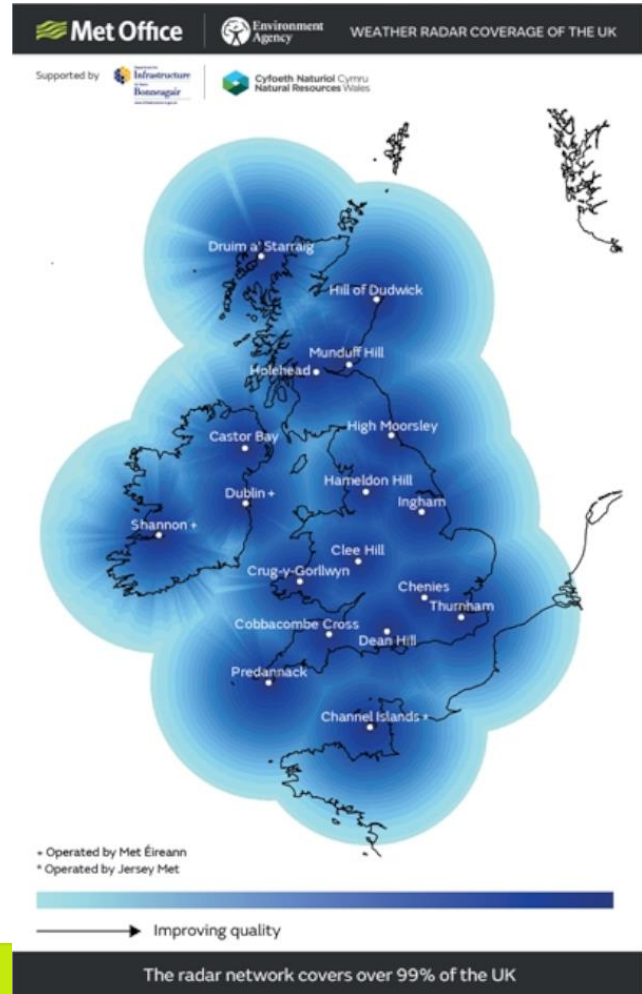 Met Office
Environment
Agency
WEATHER RADAR COVERAGE OF THE UK
Supported by
Infrastructure
Bonneagair
Cyfoeth Naturiol Cymru
Natural Resources Wales
Druim a' Starraig
Hill of Dudwick
Munduff Hill
Holehead
High Moorsley
Castor Bay
Hameldon Hill
Dublin +
Ingham
Shannon +
Clee Hill
Crug-y-Gorllwyn
Chenies
Thurnham
Cobbacombe Cross
Dean Hill
Predannack
Channel Islands *
+ Operated by Met Éireann
* Operated by Jersey Met
Improving quality
The radar network covers over 99% of the UK